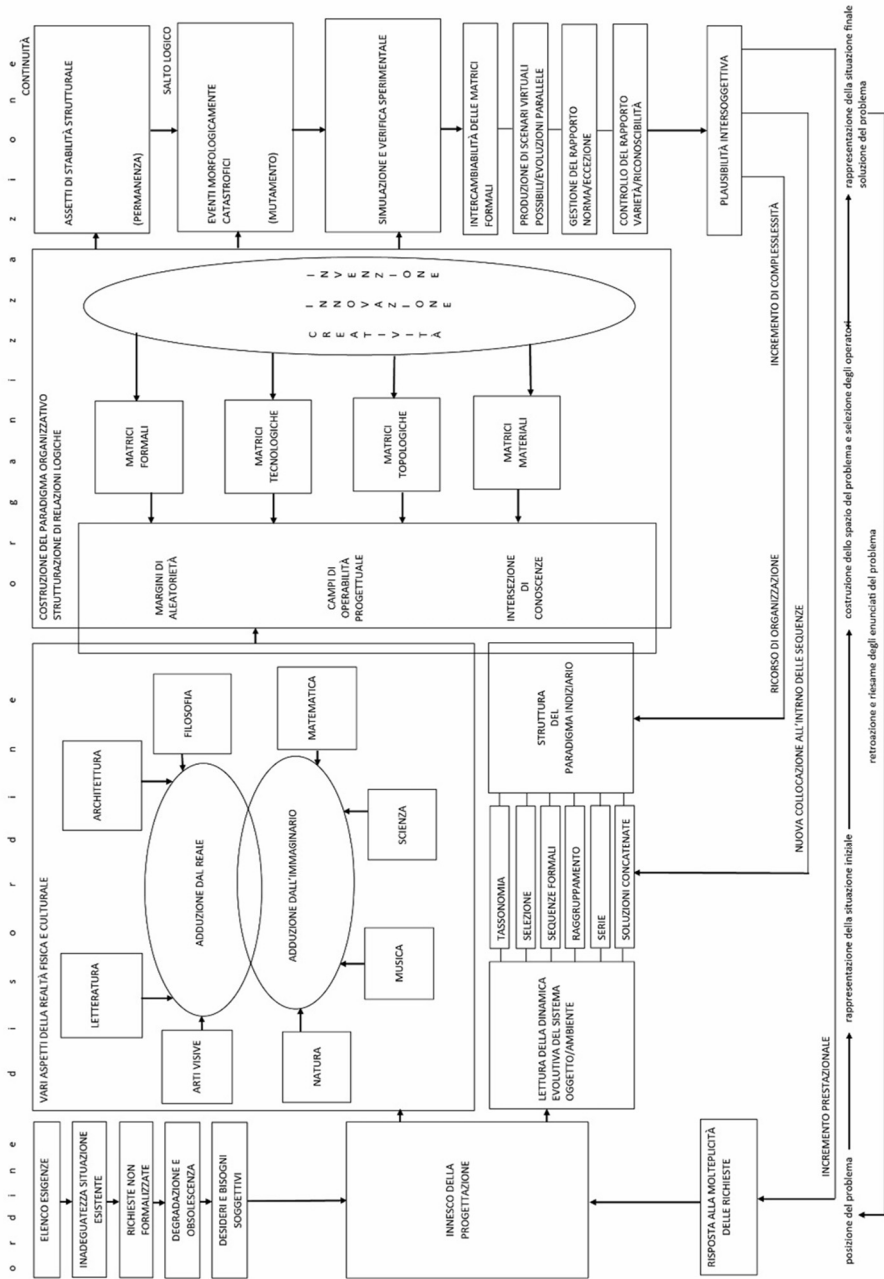 o r d i n e
d i s o r d i n e
o r g a n i z z a z i o n e
ELENCO ESIGENZE
INADEGUATEZZA SITUAZIONE
ESISTENTE
RICHIESTE NON
FORMALIZZATE
DEGRADAZIONE E
OBSOLESCENZA
DESIDERI E BISOGNI
SOGGETTIVI
INNESCO DELLA
PROGETTAZIONE
RISPOSTA ALLA MOLTEPLICITÀ
DELLE RICHIESTE
VARI ASPETTI DELLA REALTÀ FISICA E CULTURALE
LETTERATURA
ARCHITETTURA
ARTI VISIVE
ADDUZIONE DAL REALE
FILOSOFIA
NATURA
ADDUZIONE DALL'IMMAGINARIO
MATEMATICA
MUSICA
SCIENZA
LETTURA DELLA DINAMICA
EVOLUTIVA DEL SISTEMA
OGGETTO/AMBIENTE
TASSONOMIA
SELEZIONE
SEQUENZE FORMALI
RAGGRUPPAMENTO
SERIE
SOLUZIONI CONCATENATE
STRUTTURA
DEL
PARADIGMA INDIZIARIO
COSTRUZIONE DEL PARADIGMA ORGANIZZATIVO
STRUTTURAZIONE DI RELAZIONI LOGICHE
MARGINI DI
ALEATORIETÀ
CAMPI DI
OPERABILITÀ
PROGETTUALE
INTERSEZIONE
DI
CONOSCENZE
MATRICI
FORMALI
MATRICI
TECNOLOGICHE
MATRICI
TOPOLOGICHE
MATRICI
MATERIALI
C I I
R N N
E N V
A O E
T V N
I A Z
V Z I
I I O
T O N
À N E
E
CONTINUITÀ
ASSETTI DI STABILITÀ STRUTTURALE
(PERMANENZA)
SALTO LOGICO
EVENTI MORFOLOGICAMENTE
CATASTROFICI
(MUTAMENTO)
SIMULAZIONE E VERIFICA SPERIMENTALE
INTERCAMBIABILITÀ DELLE MATRICI
FORMALI
PRODUZIONE DI SCENARI VIRTUALI
POSSIBILI/EVOLUZIONI PARALLELE
GESTIONE DEL RAPPORTO
NORMA/ECCEZIONE
CONTROLLO DEL RAPPORTO
VARIETÀ/RICONOSCIBILITÀ
PLAUSIBILITÀ INTERSOGGETTIVA
RICORSO DI ORGANIZZAZIONE
INCREMENTO DI COMPLESSLESSITÀ
NUOVA COLLOCAZIONE ALL'INTRNO DELLE SEQUENZE
INCREMENTO PRESTAZIONALE
posizione del problema
rappresentazione della situazione iniziale
costruzione dello spazio del problema e selezione degli operatori
rappresentazione della situazione finale
soluzione del problema
retroazione e riesame degli enunciati del problema